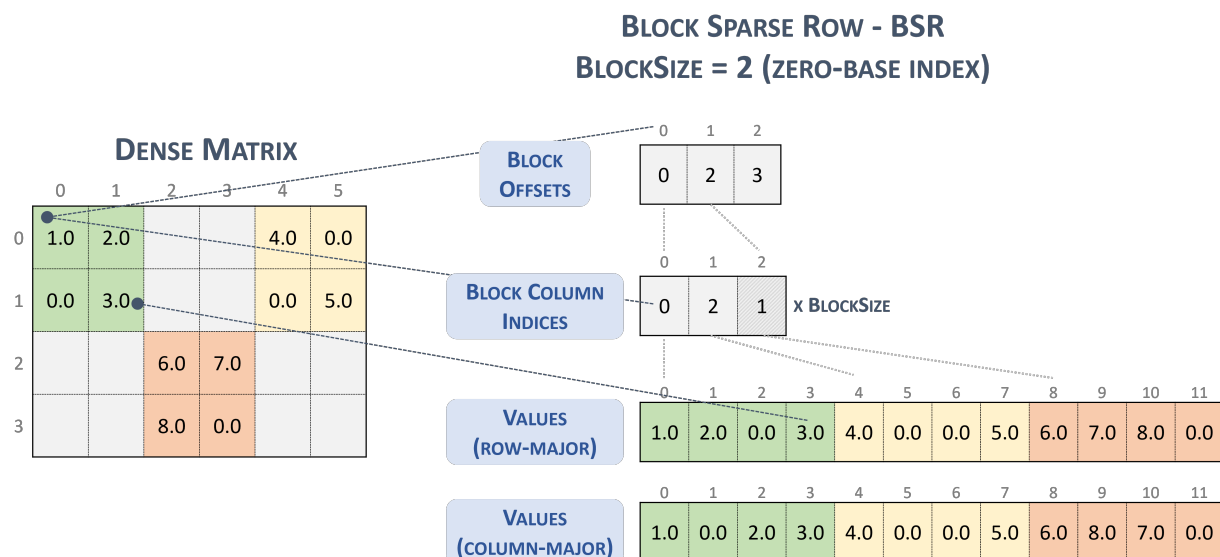 BLOCK SPARSE ROW - BSR
BLOCKSIZE = 2 (ZERO-BASE INDEX)
DENSE MATRIX
0 1 2 3 4 5
0 1.0 2.0 4.0 0.0
1 0.0 3.0 0.0 5.0
2 6.0 7.0
3 8.0 0.0
BLOCK
OFFSETS
0 1 2
0 2 3
BLOCK COLUMN
INDICES
0 1 2
0 2 1
X BLOCKSIZE
VALUES
(ROW-MAJOR)
0 1 2 3 4 5 6 7 8 9 10 11
1.0 2.0 0.0 3.0 4.0 0.0 0.0 5.0 6.0 7.0 8.0 0.0
VALUES
(COLUMN-MAJOR)
0 1 2 3 4 5 6 7 8 9 10 11
1.0 0.0 2.0 3.0 4.0 0.0 0.0 5.0 6.0 8.0 7.0 0.0